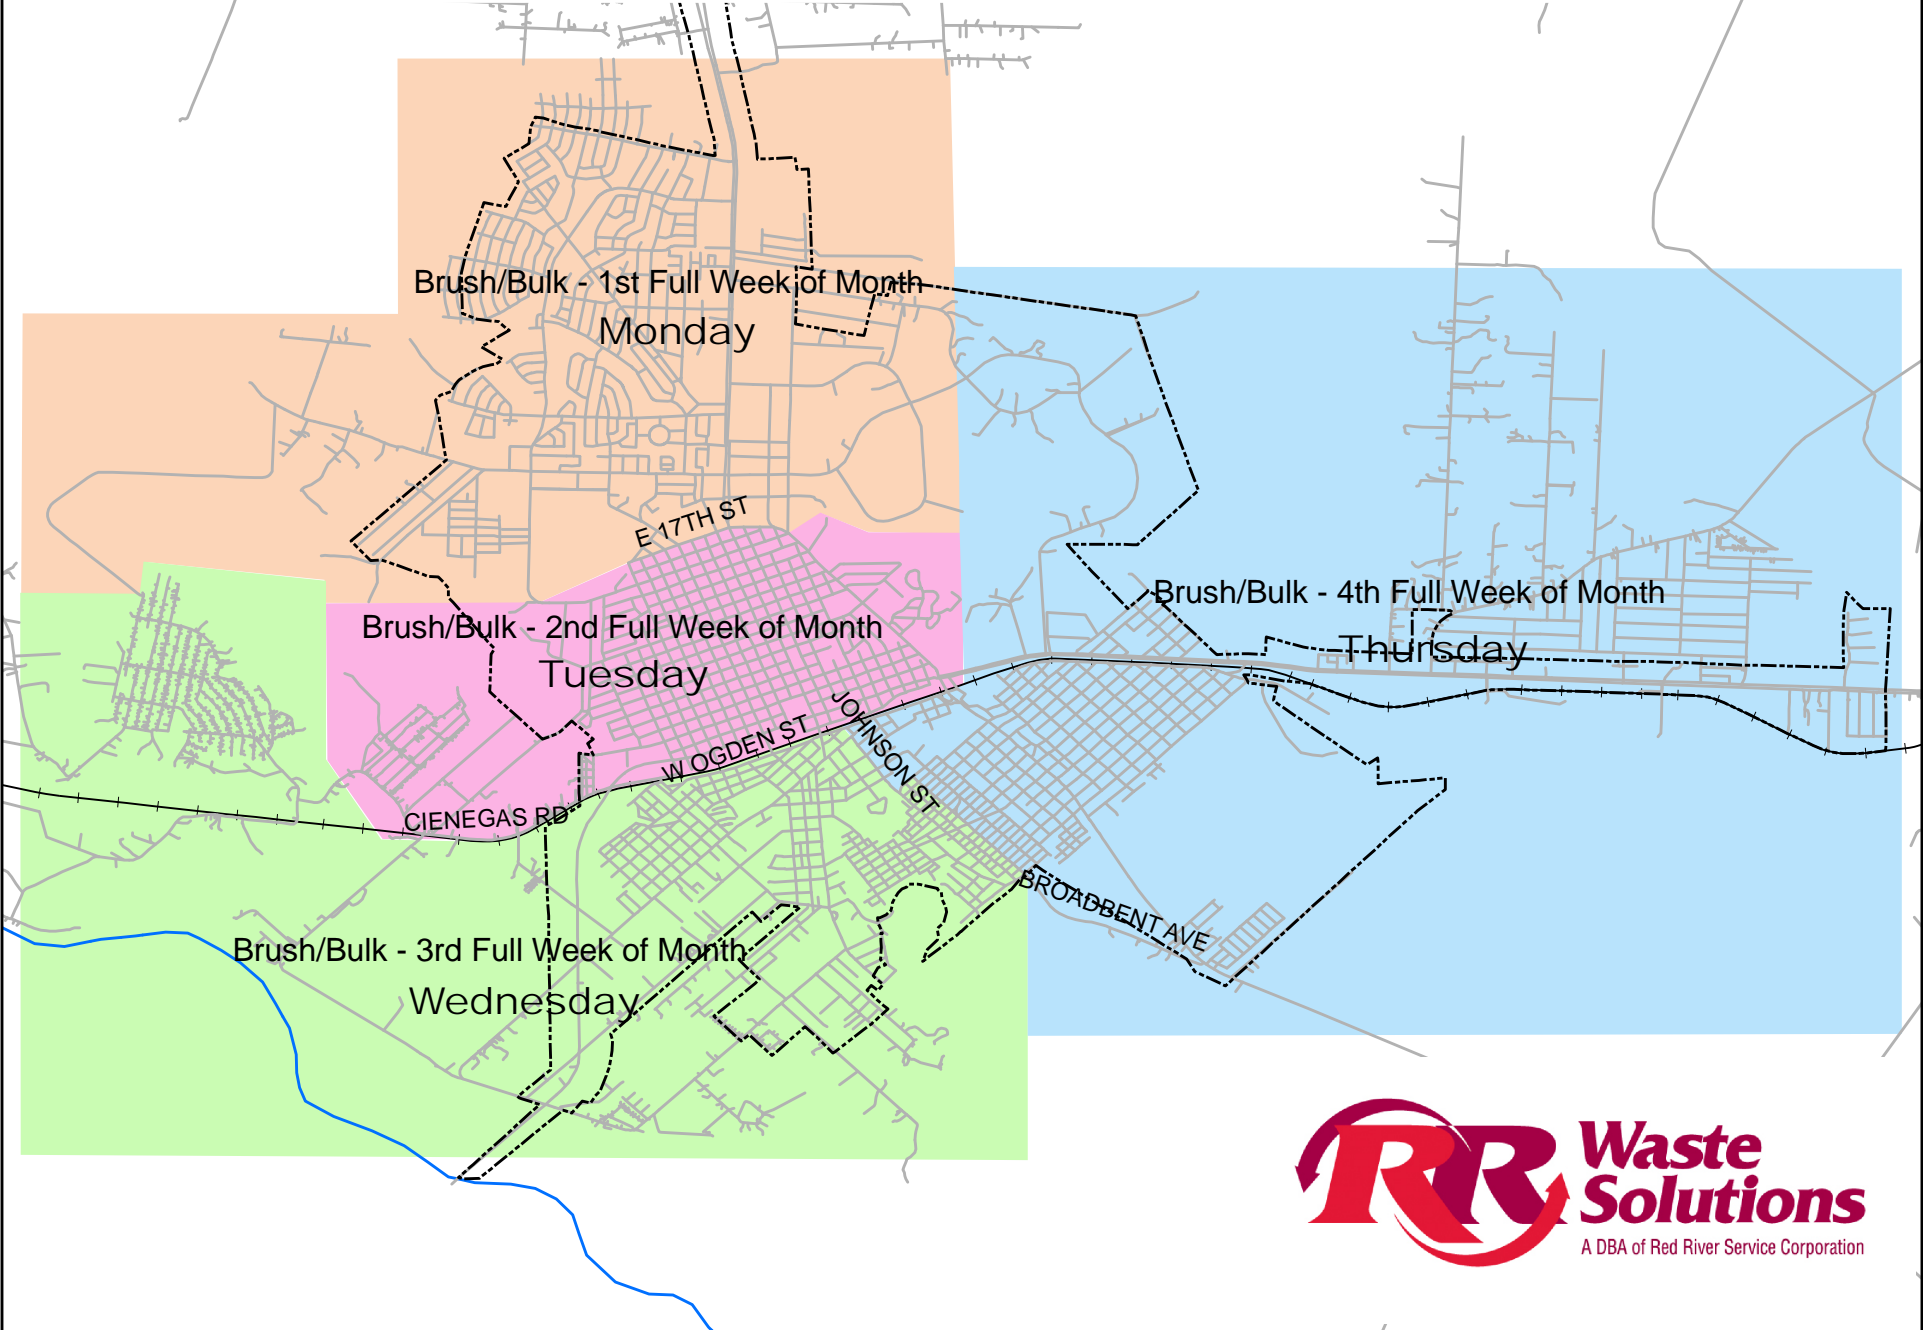 Brush/Bulk - 1st Full Week of Month
Monday
E 17TH ST
Brush/Bulk - 4th Full Week of Month
Thursday
Brush/Bulk - 2nd Full Week of Month
Tuesday
JOHNSON ST
W OGDEN ST
CIENEGAS RD
BROADBENT AVE
Brush/Bulk - 3rd Full Week of Month
Wednesday
RR
Waste
Solutions
A DBA of Red River Service Corporation